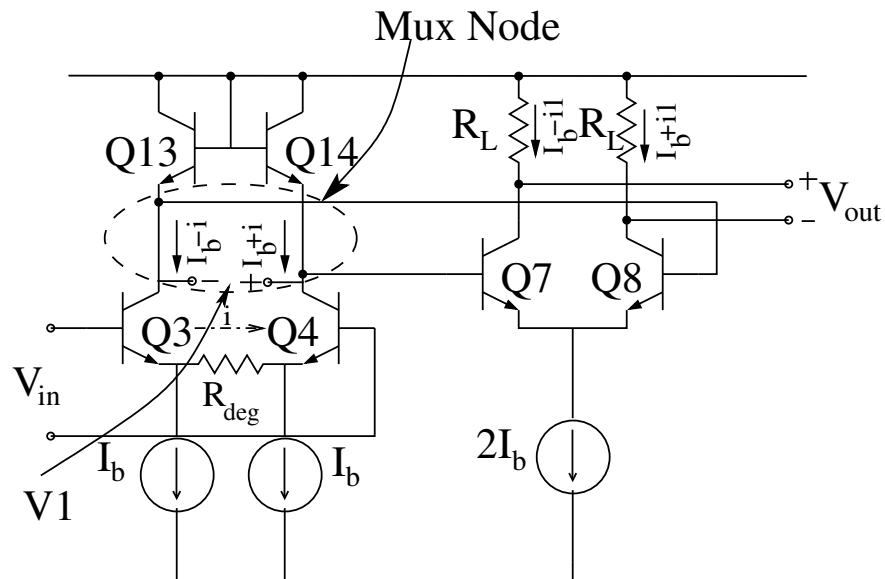 Mux Node
Q13
Q14
R_L
I_b-i1
R_L
I_b+i1
+
V_out
-
I_b-i
I_b+i
- +
Q7
Q8
Q3
i
Q4
V_in
R_deg
I_b
I_b
2I_b
V1